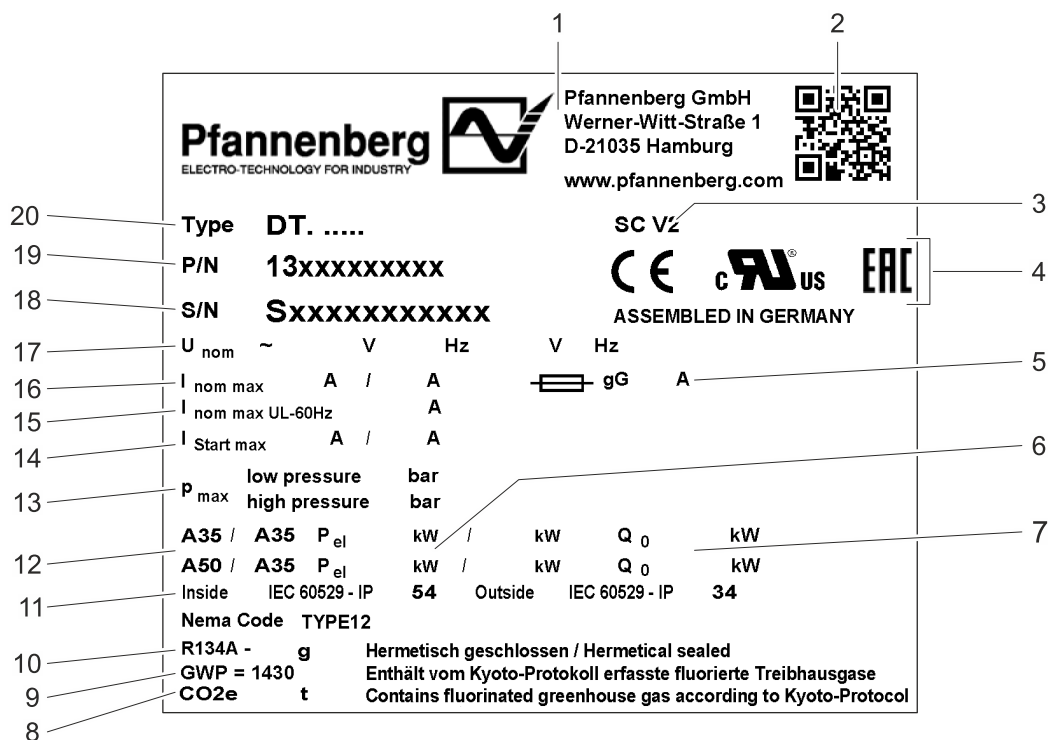 1 2
Pfannenberg
ELECTRO-TECHNOLOGY FOR INDUSTRY
Pfannenberg GmbH
Werner-Witt-Straße 1
D-21035 Hamburg
www.pfannenberg.com
20 Type DT. ..... SC V2 3
19 P/N 13xxxxxxxxx CE c RU ® US EAC 4
18 S/N Sxxxxxxxxxxx ASSEMBLED IN GERMANY
17 U nom ~ V Hz V Hz
16 I nom max A / A gG A 5
15 I nom max UL-60Hz A
14 I Start max A / A
6
13 p max low pressure bar
high pressure bar
12 A35 / A35 P el kW / kW Q 0 kW 7
A50 / A35 P el kW / kW Q 0 kW
11 Inside IEC 60529 - IP 54 Outside IEC 60529 - IP 34
Nema Code TYPE12
10 R134A - g Hermetisch geschlossen / Hermetical sealed
9 GWP = 1430 Enthält vom Kyoto-Protokoll erfasste fluorierte Treibhausgase
8 CO2e t Contains fluorinated greenhouse gas according to Kyoto-Protocol